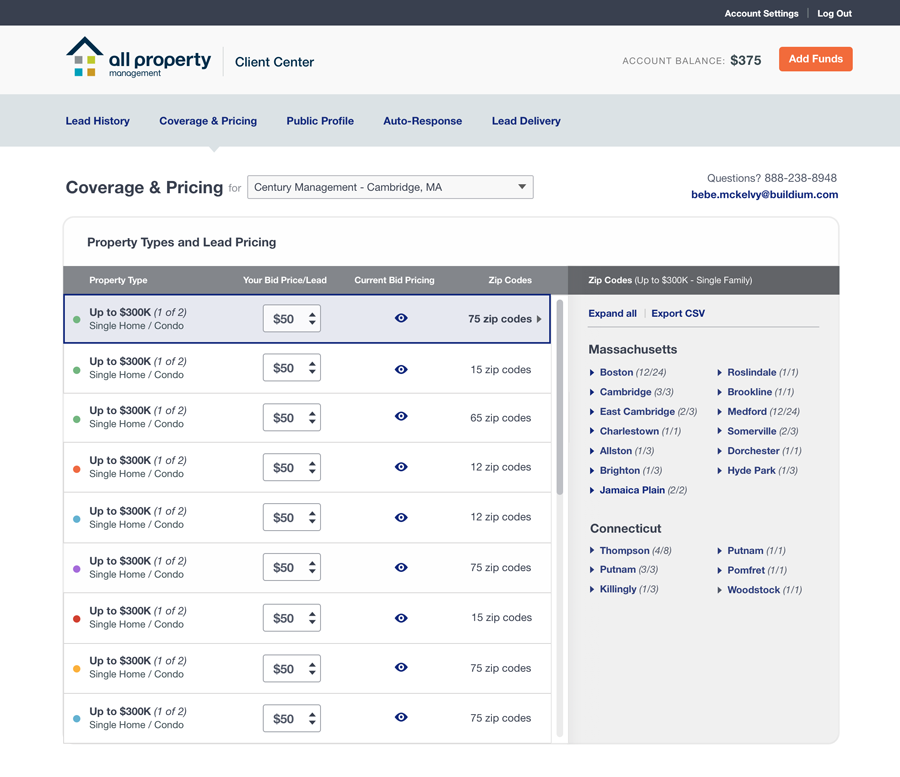 Account Settings | Log Out
all property
management
Client Center
ACCOUNT BALANCE: $375
Add Funds
Lead History
Coverage & Pricing
Public Profile
Auto-Response
Lead Delivery
Coverage & Pricing for
Century Management - Cambridge, MA
Questions? 888-238-8948
bebe.mckelvy@buildium.com
Property Types and Lead Pricing
Property Type
Your Bid Price/Lead
Current Bid Pricing
Zip Codes
Up to $300K (1 of 2)
Single Home / Condo
$50
75 zip codes
Up to $300K (1 of 2)
Single Home / Condo
$50
15 zip codes
Up to $300K (1 of 2)
Single Home / Condo
$50
65 zip codes
Up to $300K (1 of 2)
Single Home / Condo
$50
12 zip codes
Up to $300K (1 of 2)
Single Home / Condo
$50
12 zip codes
Up to $300K (1 of 2)
Single Home / Condo
$50
75 zip codes
Up to $300K (1 of 2)
Single Home / Condo
$50
15 zip codes
Up to $300K (1 of 2)
Single Home / Condo
$50
75 zip codes
Up to $300K (1 of 2)
Single Home / Condo
$50
75 zip codes
Zip Codes (Up to $300K - Single Family)
Expand all | Export CSV
Massachusetts
Boston (12/24)
Cambridge (3/3)
East Cambridge (2/3)
Charlestown (1/1)
Allston (1/3)
Brighton (1/3)
Jamaica Plain (2/2)
Roslindale (1/1)
Brookline (1/1)
Medford (12/24)
Somerville (2/3)
Dorchester (1/1)
Hyde Park (1/3)
Connecticut
Thompson (4/8)
Putnam (3/3)
Killingly (1/3)
Putnam (1/1)
Pomfret (1/1)
Woodstock (1/1)